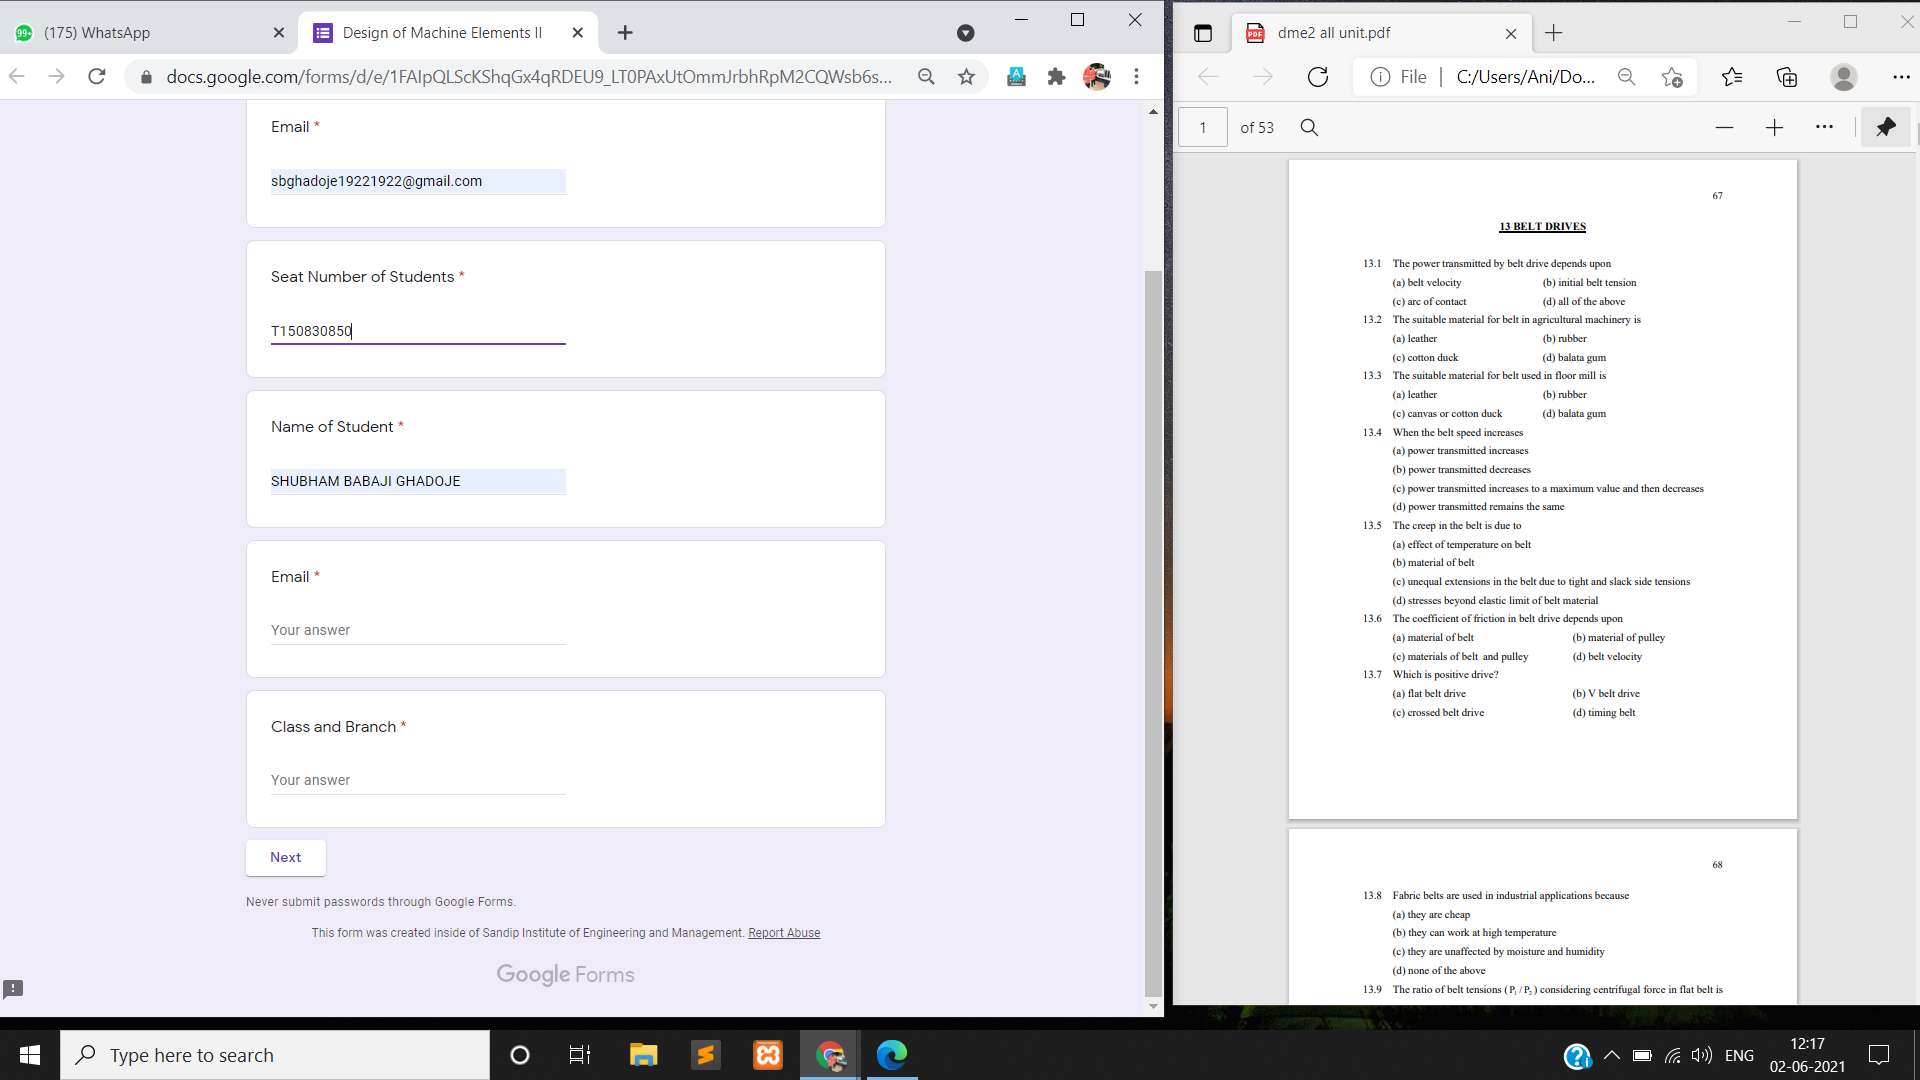 (175) WhatsApp
Design of Machine Elements II
docs.google.com/forms/d/e/1FAIpQLScKShqGx4qRDEU9_LT0PAxUtOmmJrbhRpM2CQWsb6s...
Email *
sbghadoje19221922@gmail.com
Seat Number of Students *
T150830850
Name of Student *
SHUBHAM BABAJI GHADOJE
Email *
Your answer
Class and Branch *
Your answer
Next
Never submit passwords through Google Forms.
This form was created inside of Sandip Institute of Engineering and Management. Report Abuse
Google Forms
dme2 all unit.pdf
File
C:/Users/Ani/Do...
1 of 53
67
13 BELT DRIVES
13.1 The power transmitted by belt drive depends upon
(a) belt velocity (b) initial belt tension
(c) arc of contact (d) all of the above
13.2 The suitable material for belt in agricultural machinery is
(a) leather (b) rubber
(c) cotton duck (d) balata gum
13.3 The suitable material for belt used in floor mill is
(a) leather (b) rubber
(c) canvas or cotton duck (d) balata gum
13.4 When the belt speed increases
(a) power transmitted increases
(b) power transmitted decreases
(c) power transmitted increases to a maximum value and then decreases
(d) power transmitted remains the same
13.5 The creep in the belt is due to
(a) effect of temperature on belt
(b) material of belt
(c) unequal extensions in the belt due to tight and slack side tensions
(d) stresses beyond elastic limit of belt material
13.6 The coefficient of friction in belt drive depends upon
(a) material of belt (b) material of pulley
(c) materials of belt and pulley (d) belt velocity
13.7 Which is positive drive?
(a) flat belt drive (b) V belt drive
(c) crossed belt drive (d) timing belt
68
13.8 Fabric belts are used in industrial applications because
(a) they are cheap
(b) they can work at high temperature
(c) they are unaffected by moisture and humidity
(d) none of the above
13.9 The ratio of belt tensions (P₁ / P₂) considering centrifugal force in flat belt is
Type here to search
ENG
12:17
02-06-2021